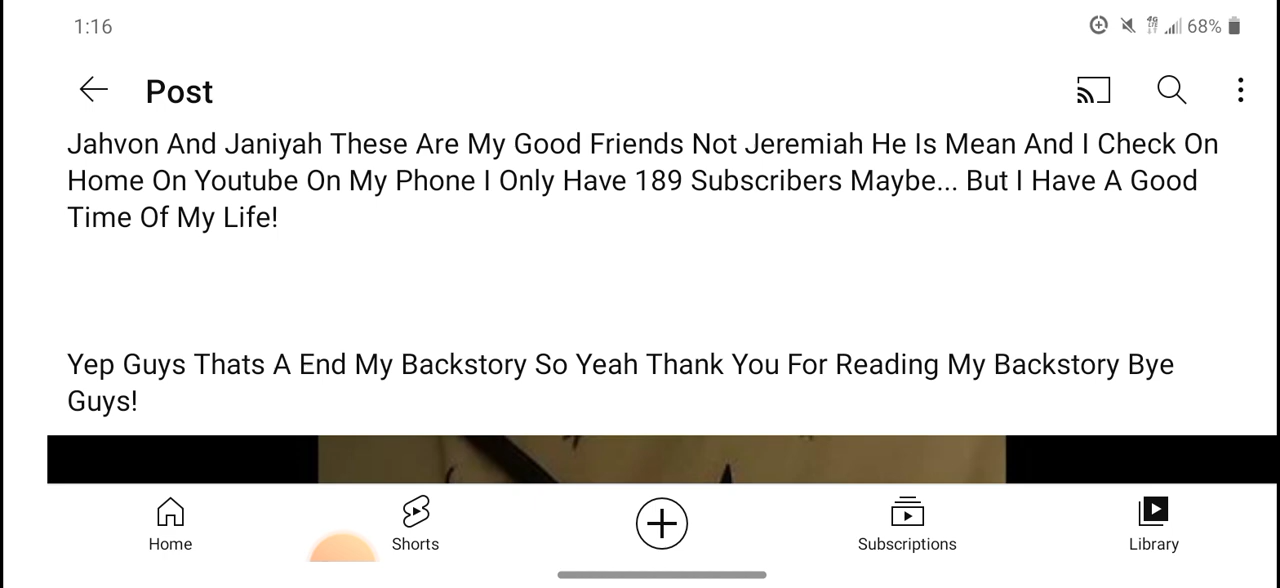 1:16
68%
Post
Jahvon And Janiyah These Are My Good Friends Not Jeremiah He Is Mean And I Check On
Home On Youtube On My Phone I Only Have 189 Subscribers Maybe... But I Have A Good
Time Of My Life!
Yep Guys Thats A End My Backstory So Yeah Thank You For Reading My Backstory Bye
Guys!
Home
Shorts
Subscriptions
Library